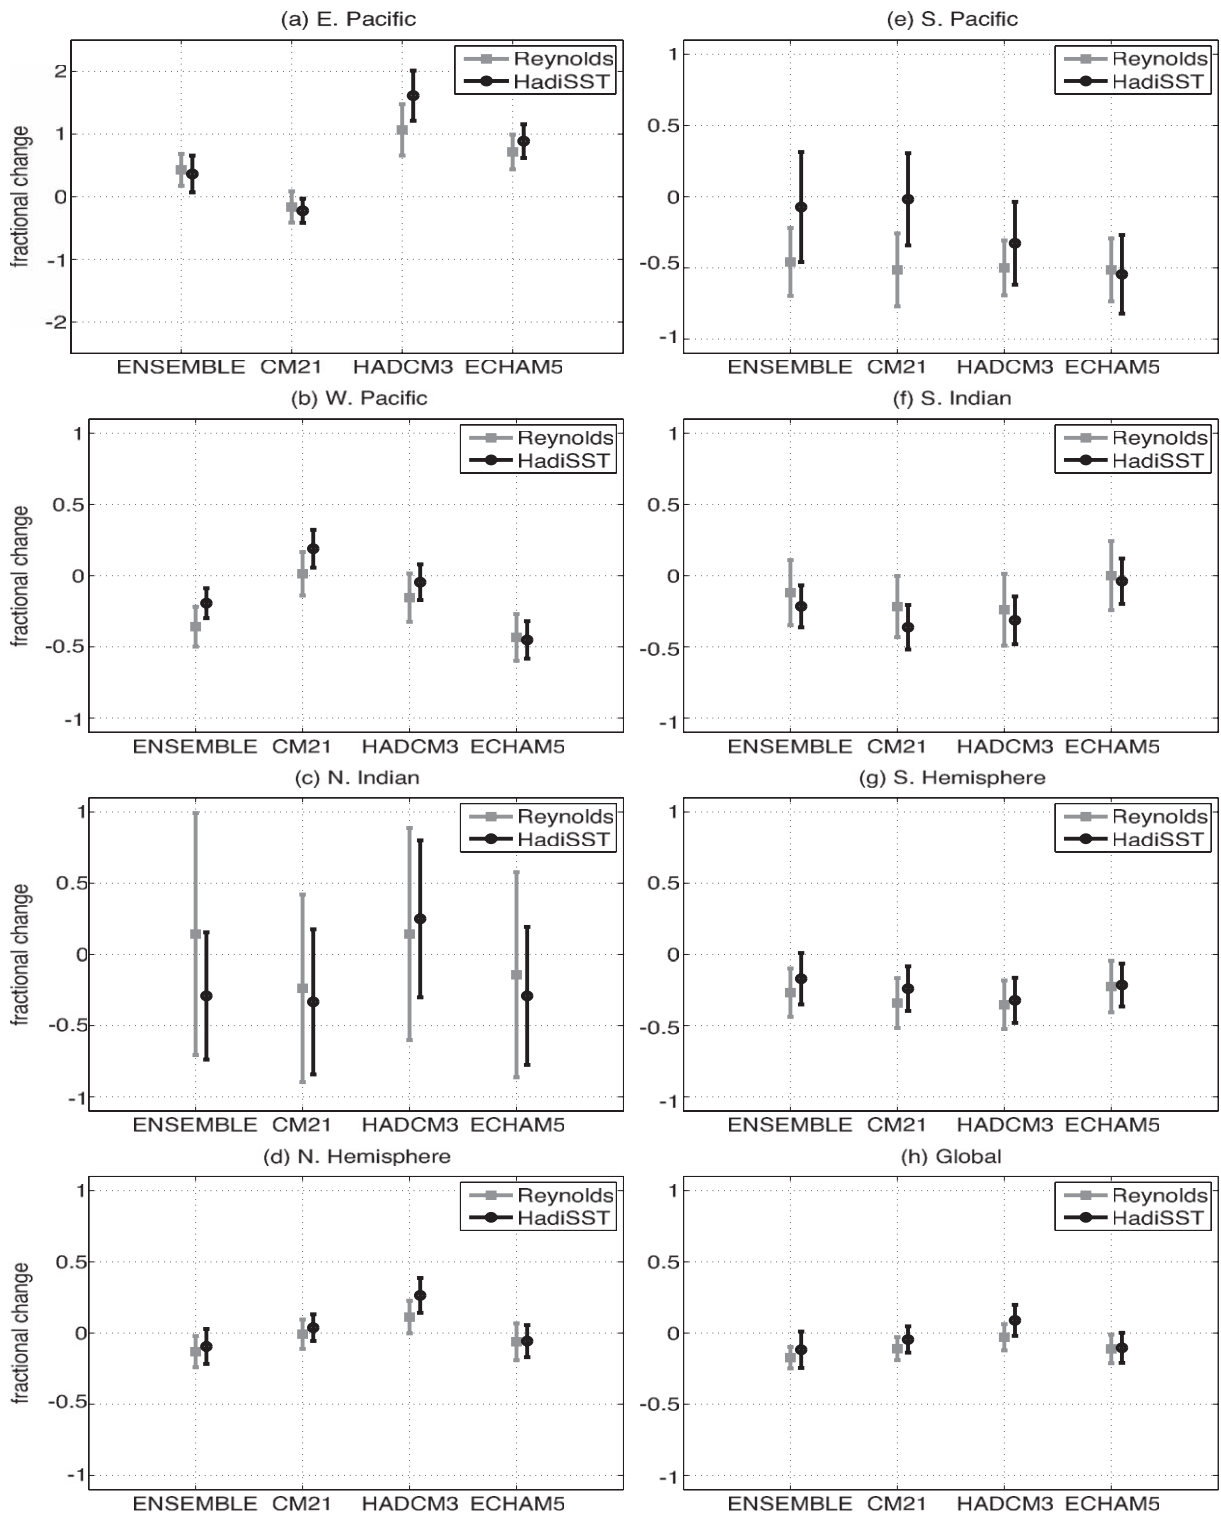 (a) E. Pacific
Reynolds
HadiSST
2
1
0
-1
-2
fractional change
ENSEMBLE CM21 HADCM3 ECHAM5
(b) W. Pacific
Reynolds
HadiSST
1
0.5
0
-0.5
-1
fractional change
ENSEMBLE CM21 HADCM3 ECHAM5
(c) N. Indian
Reynolds
HadiSST
1
0.5
0
-0.5
-1
fractional change
ENSEMBLE CM21 HADCM3 ECHAM5
(d) N. Hemisphere
Reynolds
HadiSST
1
0.5
0
-0.5
-1
fractional change
ENSEMBLE CM21 HADCM3 ECHAM5
(e) S. Pacific
Reynolds
HadiSST
1
0.5
0
-0.5
-1
ENSEMBLE CM21 HADCM3 ECHAM5
(f) S. Indian
Reynolds
HadiSST
1
0.5
0
-0.5
-1
ENSEMBLE CM21 HADCM3 ECHAM5
(g) S. Hemisphere
Reynolds
HadiSST
1
0.5
0
-0.5
-1
ENSEMBLE CM21 HADCM3 ECHAM5
(h) Global
Reynolds
HadiSST
1
0.5
0
-0.5
-1
ENSEMBLE CM21 HADCM3 ECHAM5